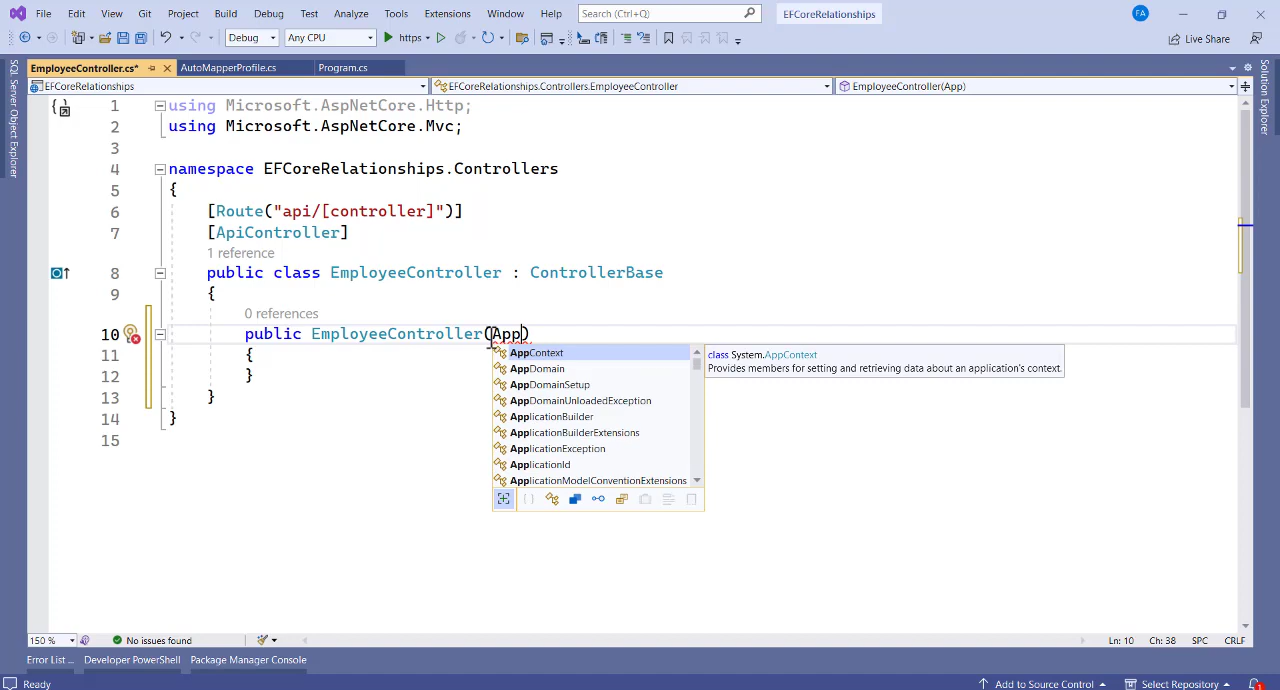 File Edit View Git Project Build Debug Test Analyze Tools Extensions Window Help Search (Ctrl+Q) EFCoreRelationships FA
Debug Any CPU https Live Share
EmployeeController.cs* AutoMapperProfile.cs Program.cs
EFCoreRelationships EFCoreRelationships.Controllers.EmployeeController EmployeeController(App)
SQL Server Object Explorer
Solution Explorer
1 using Microsoft.AspNetCore.Http;
2 using Microsoft.AspNetCore.Mvc;
3
4 namespace EFCoreRelationships.Controllers
5 {
6 [Route("api/[controller]")]
7 [ApiController]
1 reference
8 public class EmployeeController : ControllerBase
9 {
0 references
10 public EmployeeController(App)
11 {
12 }
13 }
14 }
15
AppContext
AppDomain
AppDomainSetup
AppDomainUnloadedException
ApplicationBuilder
ApplicationBuilderExtensions
ApplicationException
ApplicationId
ApplicationModelConventionExtensions
class System.AppContext
Provides members for setting and retrieving data about an application's context.
150 % No issues found Ln: 10 Ch: 38 SPC CRLF
Error List ... Developer PowerShell Package Manager Console
Ready Add to Source Control Select Repository 1